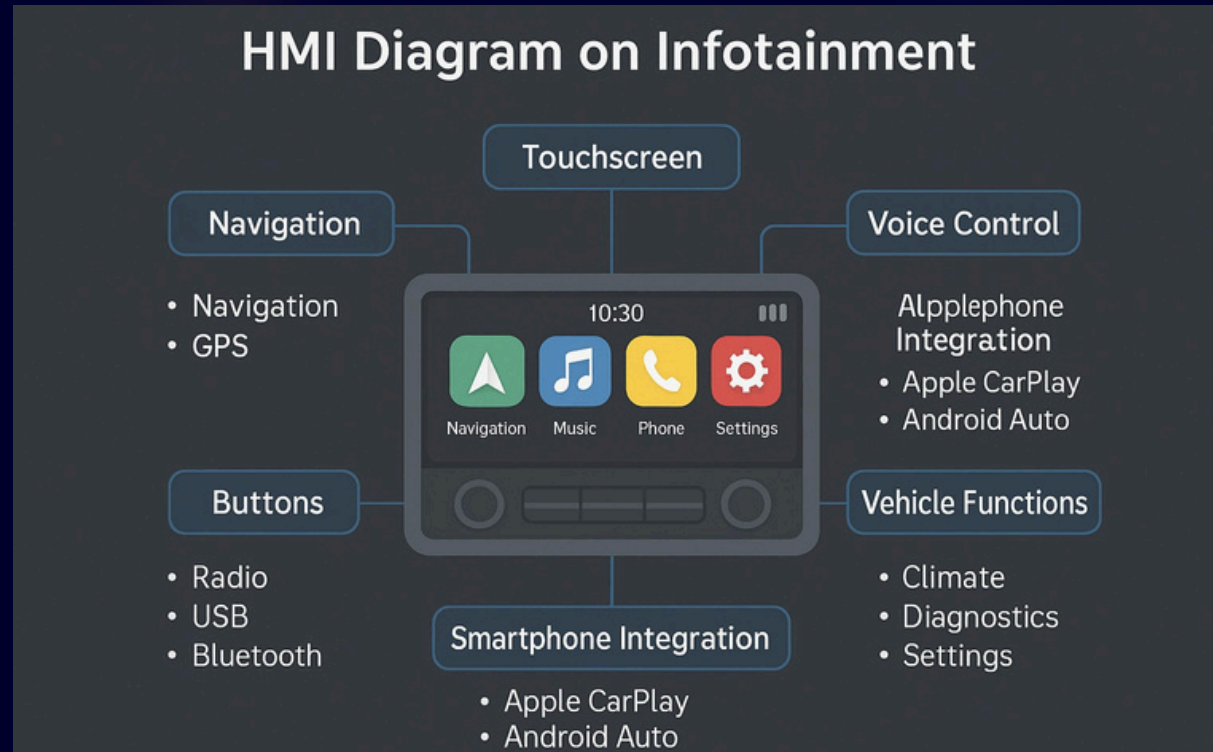 HMI Diagram on Infotainment
Touchscreen
Navigation
• Navigation
• GPS
Voice Control
Alpplephone
Integration
• Apple CarPlay
• Android Auto
10:30
Navigation Music Phone Settings
Buttons
• Radio
• USB
• Bluetooth
Vehicle Functions
• Climate
• Diagnostics
• Settings
Smartphone Integration
• Apple CarPlay
• Android Auto